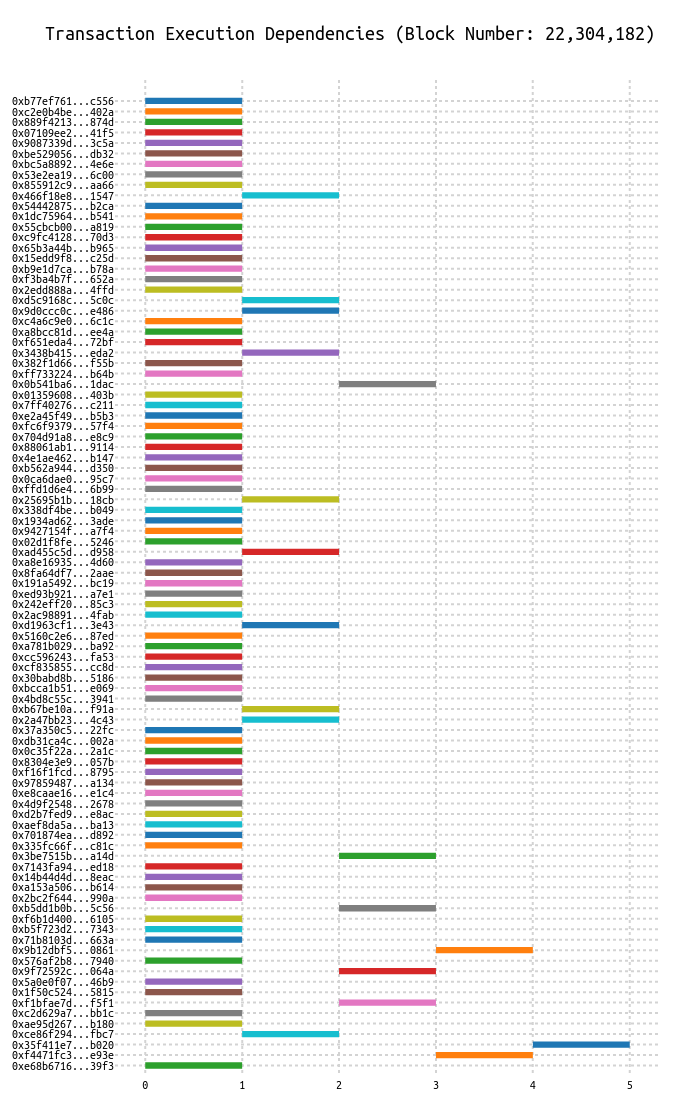 Transaction Execution Dependencies (Block Number: 22,304,182)
0xb77ef761...c556
0xc2e0b4be...402a
0x889f4213...874d
0x07109ee2...41f5
0x9087339d...3c5a
0xbe529056...db32
0xbc5a8892...4e6e
0x53e2ea19...6c00
0x855912c9...aa66
0x466f18e8...1547
0x54442875...b2ca
0x1dc75964...b541
0x55cbcb00...a819
0xc9fc4128...70d3
0x65b3a44b...b965
0x15edd9f8...c25d
0xb9e1d7ca...b78a
0xf3ba4b7f...652a
0x2edd888a...4ffd
0xd5c9168c...5c0c
0x9d0ccc0c...e486
0xc4a6c9e0...6c1c
0xa8bcc81d...ee4a
0xf651eda4...72bf
0x3438b415...eda2
0x382f1d66...f55b
0xff733224...b64b
0x0b541ba6...1dac
0x01359608...403b
0x7ff40276...c211
0xe2a45f49...b5b3
0xfc6f9379...57f4
0x704d91a8...e8c9
0x88061ab1...9114
0x4e1ae462...b147
0xb562a944...d350
0x0ca6dae0...95c7
0xffd1d6e4...6b99
0x25695b1b...18cb
0x338df4be...b049
0x1934ad62...3ade
0x9427154f...a7f4
0x02d1f8fe...5246
0xad455c5d...d958
0xa8e16935...4d60
0x8fa64df7...2aae
0x191a5492...bc19
0xed93b921...a7e1
0x242eff20...85c3
0x2ac98891...4fab
0xd1963cf1...3e43
0x5160c2e6...87ed
0xa781b029...ba92
0xcc596243...fa53
0xcf835855...cc8d
0x30babd8b...5186
0xbcca1b51...e069
0x4bd8c55c...3941
0xb67be10a...f91a
0x2a47bb23...4c43
0x37a350c5...22fc
0xdb31ca4c...002a
0x0c35f22a...2a1c
0x8304e3e9...057b
0xf16f1fcd...8795
0x97859487...a134
0xe8caae16...e1c4
0x4d9f2548...2678
0xd2b7fed9...e8ac
0xaef8da5a...ba13
0x701874ea...d892
0x335fc66f...c81c
0x3be7515b...a14d
0x7143fa94...ed18
0x14b44d4d...8eac
0xa153a506...b614
0x2bc2f644...990a
0xb5dd1b0b...5c56
0xf6b1d400...6105
0xb5f723d2...7343
0x71b8103d...663a
0x9b12dbf5...0861
0x576af2b8...7940
0x9f72592c...064a
0x5a0e0f07...46b9
0x1f50c524...5815
0xf1bfae7d...f5f1
0xc2d629a7...bb1c
0xae95d267...b180
0xce86f294...fbc7
0x35f411e7...b020
0xf4471fc3...e93e
0xe68b6716...39f3
0 1 2 3 4 5